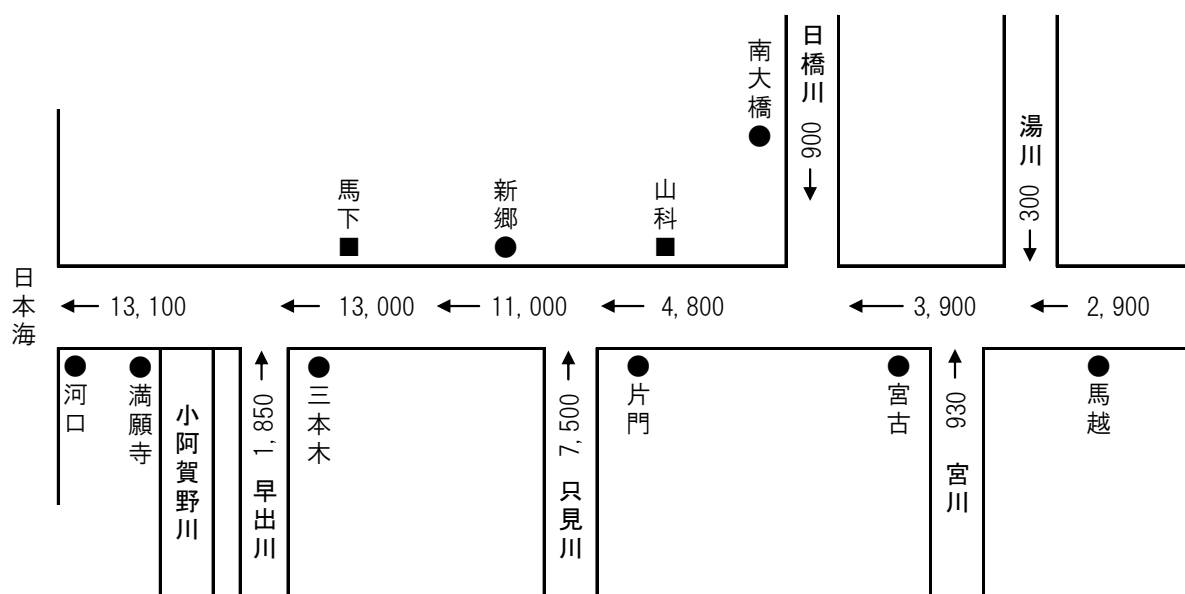 日橋川 900
湯川 300
南大橋
馬下
新郷
山科
日本海
13,100
13,000
11,000
4,800
3,900
2,900
河口
満願寺
小阿賀野川
早出川 1,850
三本木
只見川 7,500
片門
宮古
宮川 930
馬越